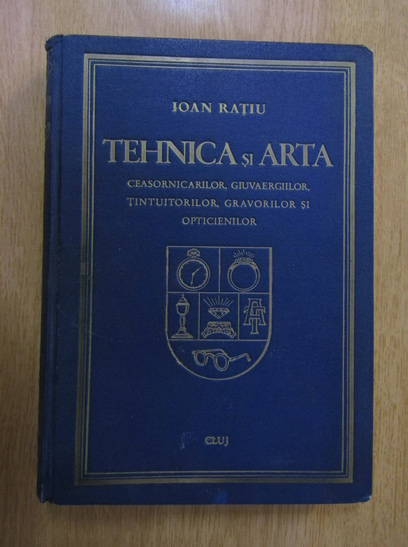 IOAN RAȚIU
TEHNICA ȘI ARTA
CEASORNICARILOR, GIUVAERGIILOR,
ȚINTUITORILOR, GRAVORILOR ȘI
OPTICIENILOR
CLUJ